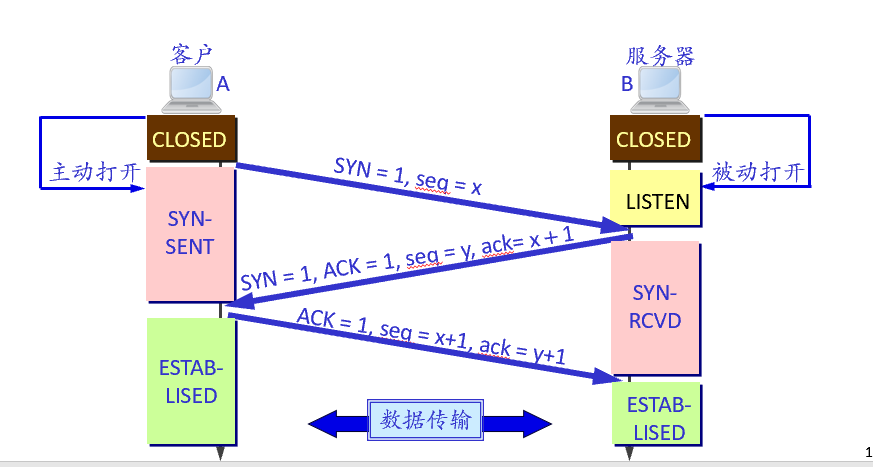 客户
服务器
A
B
CLOSED
CLOSED
主动打开
被动打开
SYN = 1, seq = x
LISTEN
SYN-
SENT
SYN = 1, ACK = 1, seq = y, ack= x + 1
SYN-
RCVD
ACK = 1, seq = x+1, ack = y+1
ESTAB-
LISED
ESTAB-
LISED
数据传输
1